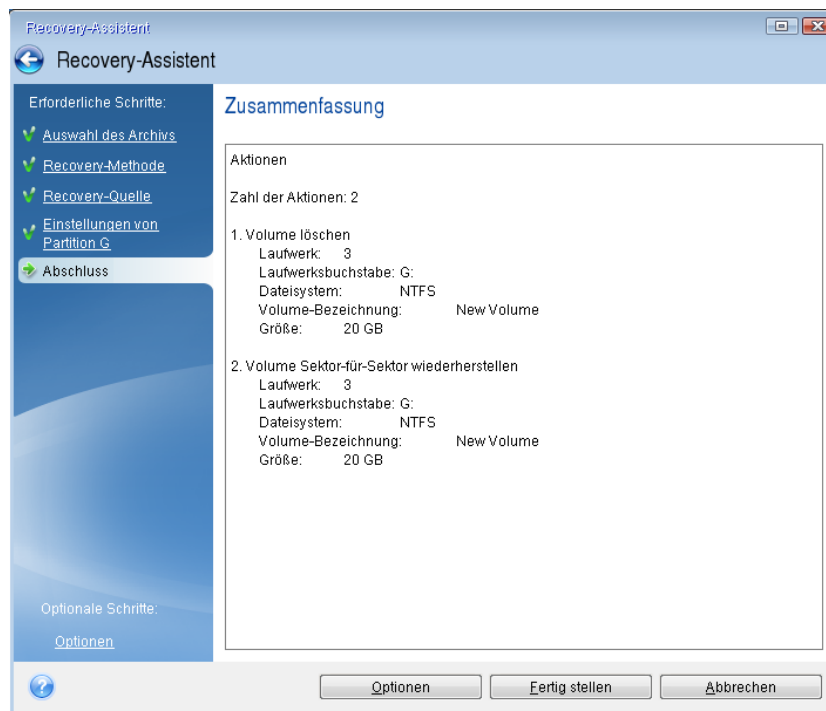 Recovery-Assistent
Recovery-Assistent
Erforderliche Schritte:
Auswahl des Archivs
Recovery-Methode
Recovery-Quelle
Einstellungen von
Partition G
Abschluss
Optionale Schritte:
Optionen
Zusammenfassung
Aktionen
Zahl der Aktionen: 2
1. Volume löschen
Laufwerk: 3
Laufwerksbuchstabe: G:
Dateisystem: NTFS
Volume-Bezeichnung: New Volume
Größe: 20 GB
2. Volume Sektor-für-Sektor wiederherstellen
Laufwerk: 3
Laufwerksbuchstabe: G:
Dateisystem: NTFS
Volume-Bezeichnung: New Volume
Größe: 20 GB
?
Optionen Fertig stellen Abbrechen